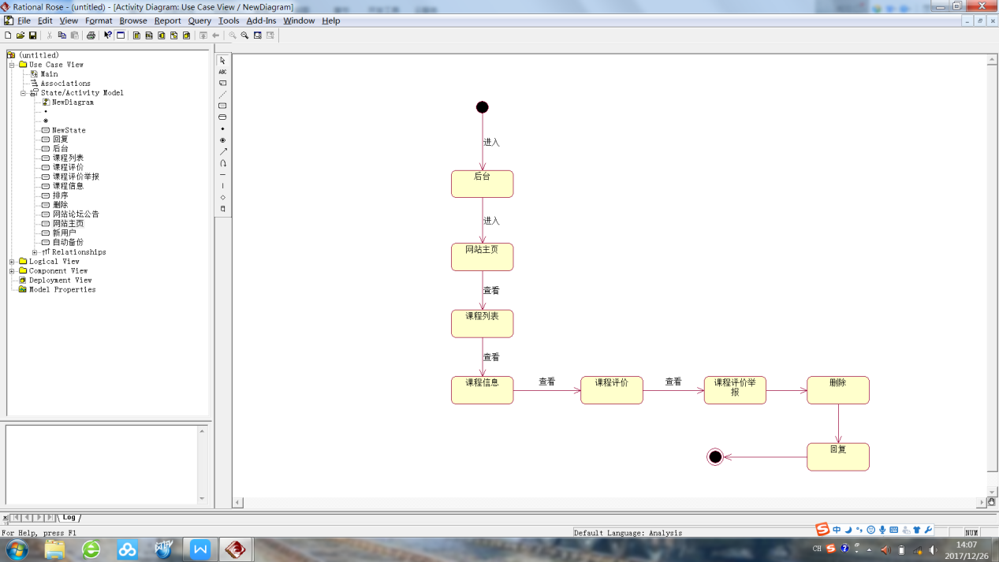 Rational Rose - (untitled) - [Activity Diagram: Use Case View / NewDiagram]
File Edit View Format Browse Report Query Tools Add-Ins Window Help
(untitled)
Use Case View
Main
Associations
State/Activity Model
NewDiagram
NewState
回复
后台
课程列表
课程评价
课程评价举报
课程信息
排序
删除
网站论坛公告
网站主页
新用户
自动备份
Relationships
Logical View
Component View
Deployment View
Model Properties
ABC
进入
后台
进入
网站主页
查看
课程列表
查看
课程信息
查看
课程评价
查看
课程评价举
报
删除
回复
Log
For Help, press F1
Default Language: Analysis
NUM
中
CH
14:07
2017/12/26